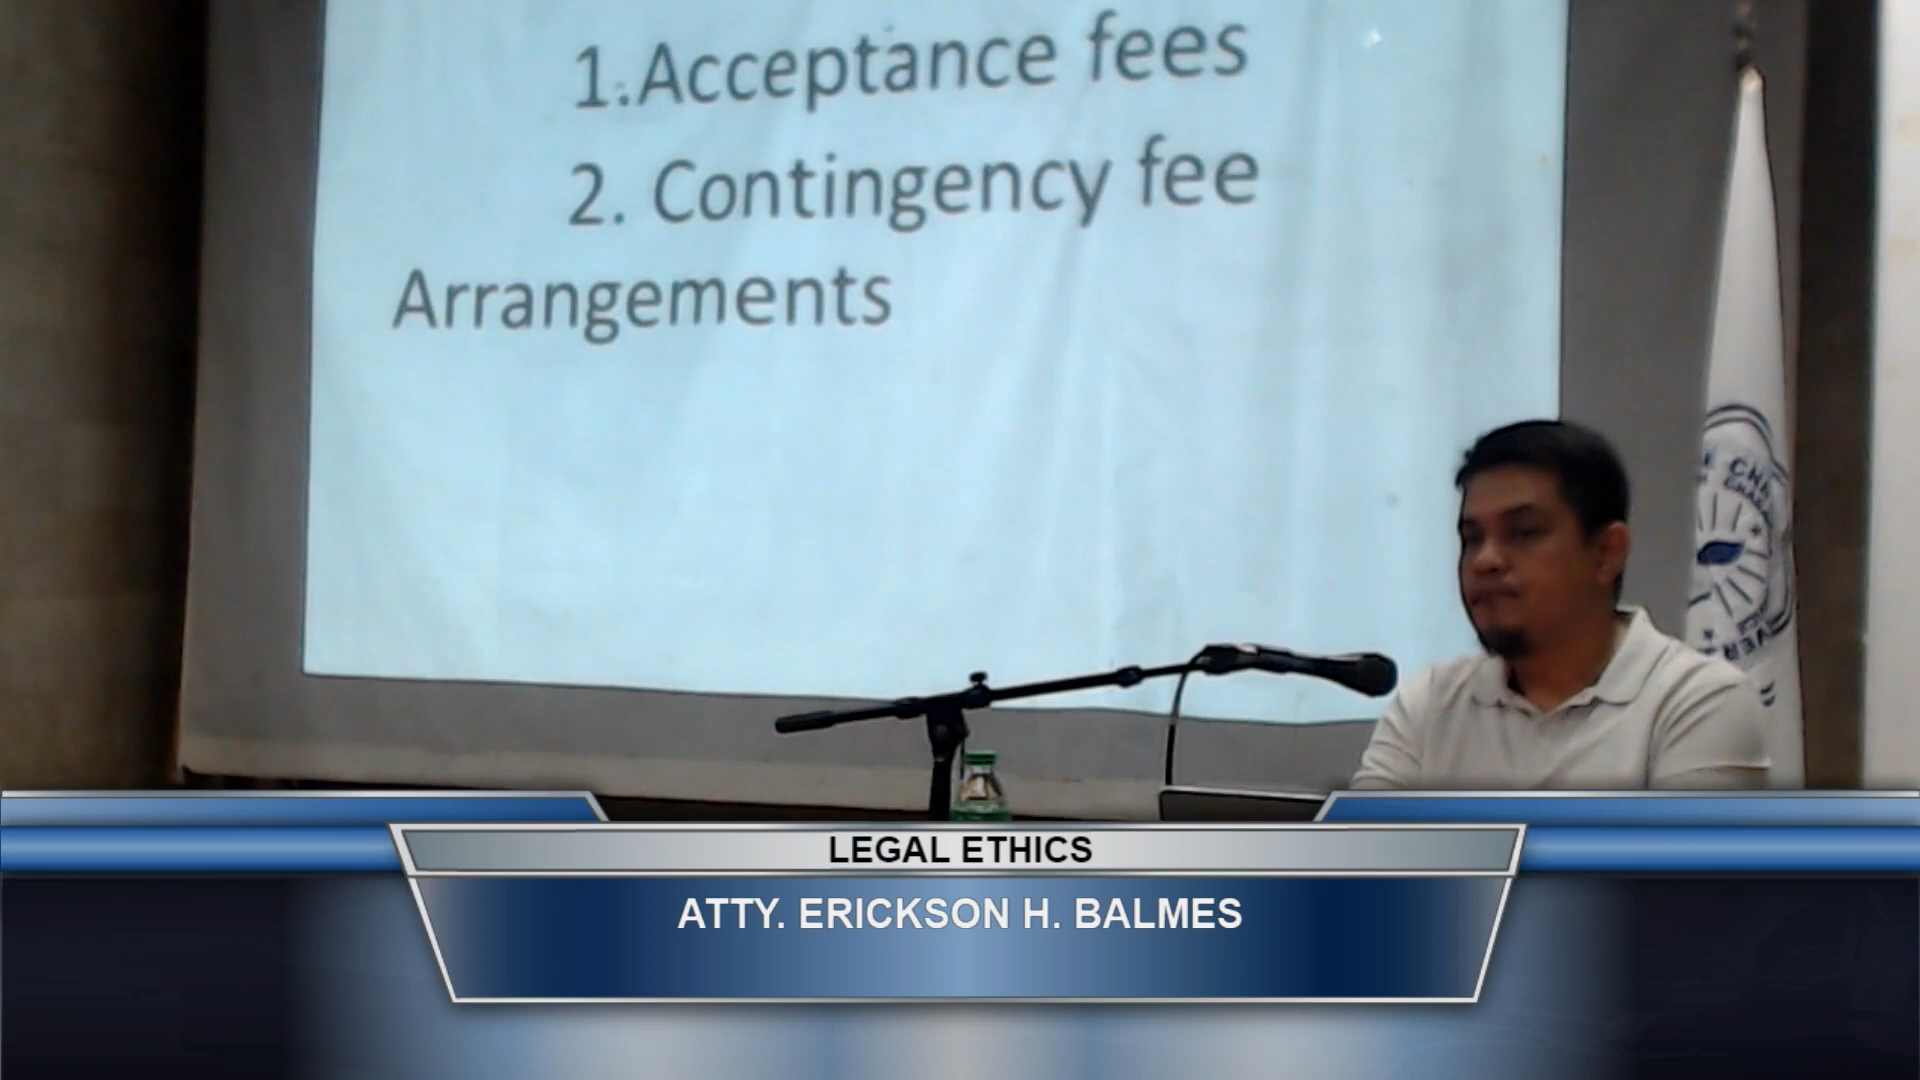 1.Acceptance fees
2. Contingency fee
Arrangements
LEGAL ETHICS
ATTY. ERICKSON H. BALMES